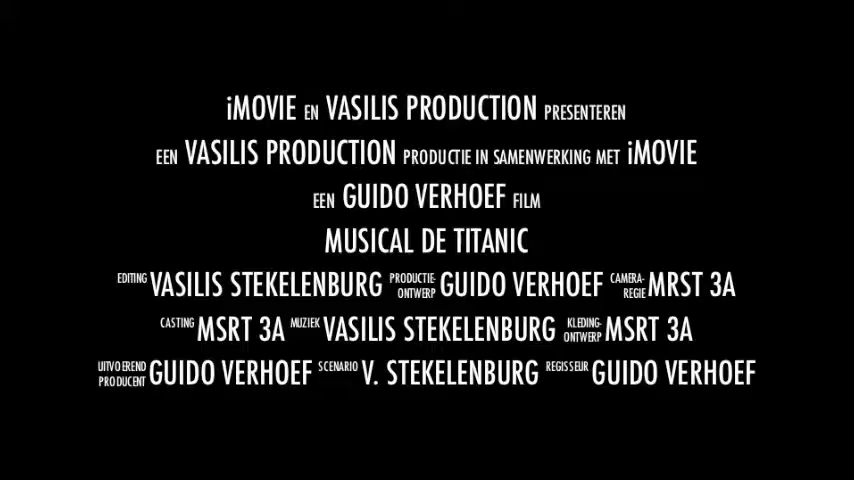 iMOVIE EN VASILIS PRODUCTION PRESENTEREN
EEN VASILIS PRODUCTION PRODUCTIE IN SAMENWERKING MET iMOVIE
EEN GUIDO VERHOEF FILM
MUSICAL DE TITANIC
EDITING VASILIS STEKELENBURG PRODUCTIE-ONTWERP GUIDO VERHOEF CAMERA-REGIE MRST 3A
CASTING MSRT 3A MUZIEK VASILIS STEKELENBURG KLEDING-ONTWERP MSRT 3A
UITVOEREND PRODUCENT GUIDO VERHOEF SCENARIO V. STEKELENBURG REGISSEUR GUIDO VERHOEF